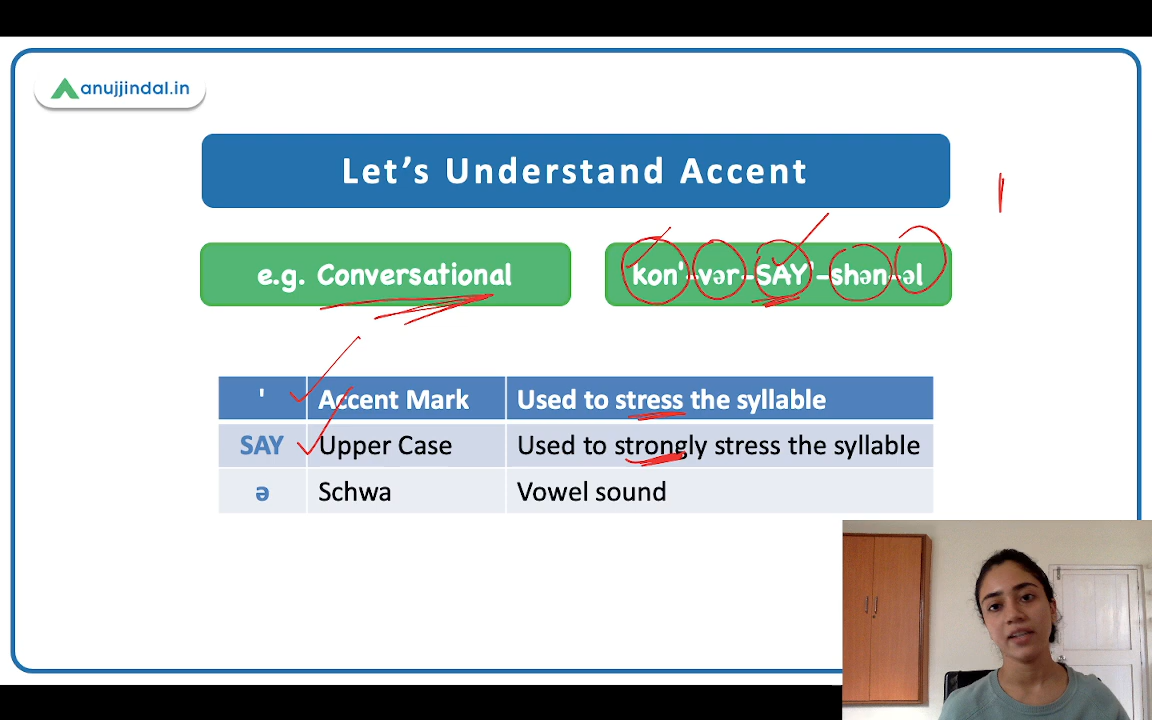 anujjindal.in
Let's Understand Accent
e.g. Conversational
kon'-vər-SAY'-shən-əl
' Accent Mark Used to stress the syllable
SAY Upper Case Used to strongly stress the syllable
ə Schwa Vowel sound